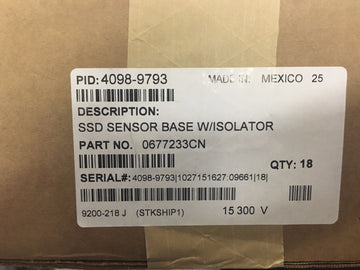 PID: 4098-9793 MADE IN: MEXICO 25
DESCRIPTION:
SSD SENSOR BASE W/ISOLATOR
PART NO. 0677233CN
QTY: 18
SERIAL#: 4098-9793|1027151627:09661|18|
9200-218 J (STKSHIP1) 15 300 V